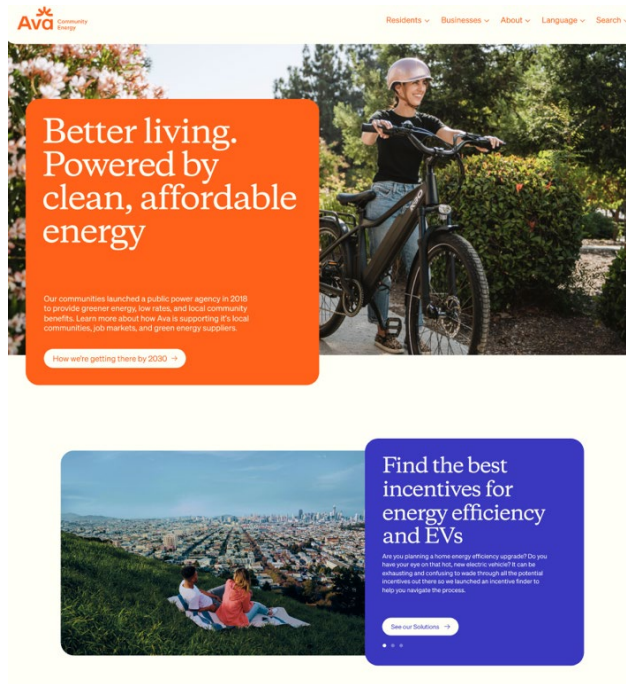 Ava Community
Energy
Residents Businesses About Language Search
Better living.
Powered by
clean, affordable
energy
Our communities launched a public power agency in 2018
to provide greener energy, low rates, and local community
benefits. Learn more about how Ava is supporting it's local
communities, job markets, and green energy suppliers.
How we're getting there by 2030 →
Find the best
incentives for
energy efficiency
and EVs
Are you planning a home energy efficiency upgrade? Do you
have your eye on that hot, new electric vehicle? It can be
exhausting and confusing to wade through all the potential
incentives out there so we launched an incentive finder to
help you navigate the process.
See our Solutions →